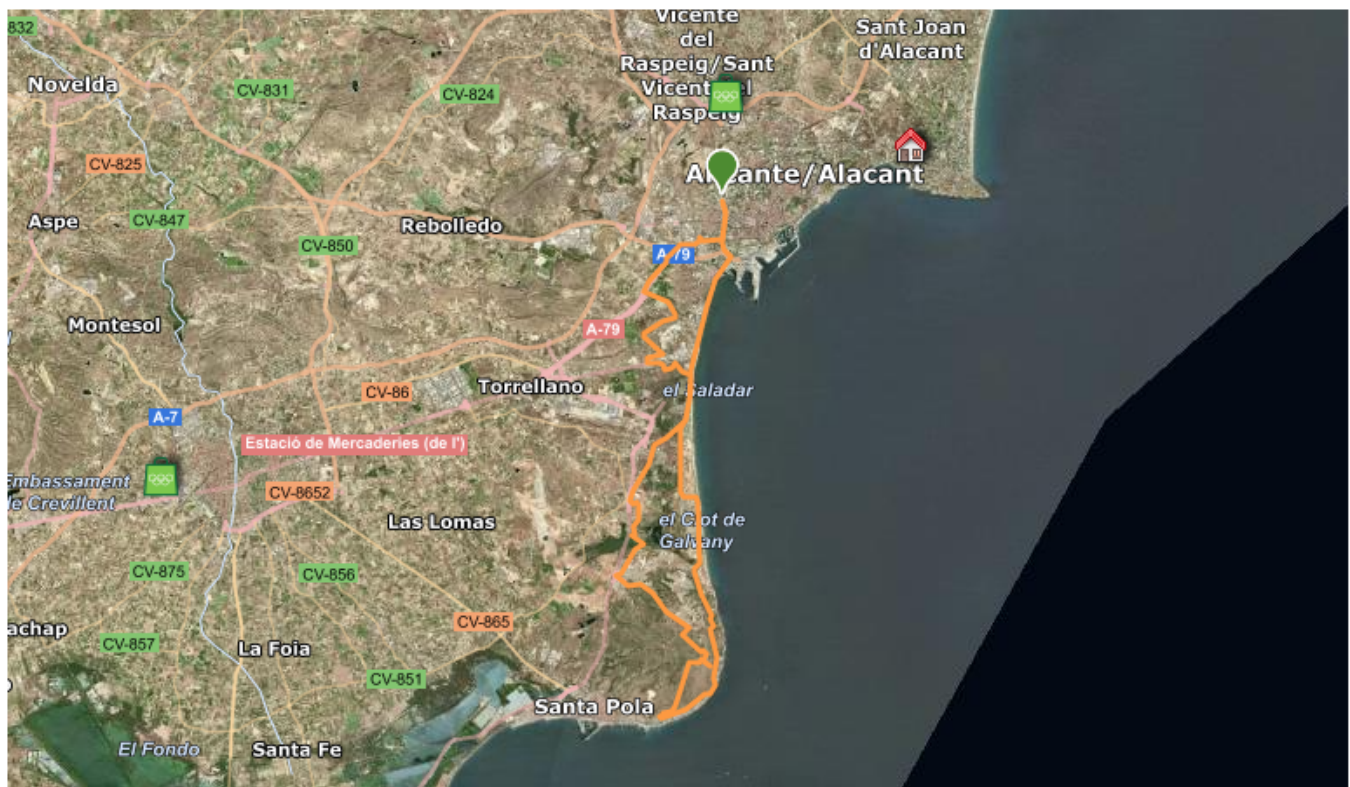 832
Vicente
del
Raspeig/Sant
Vicent del
Raspeig
Sant Joan
d'Alacant
Novelda
CV-831
CV-824
CV-825
Alicante/Alacant
Aspe
CV-847
Rebolledo
CV-850
A-79
Montesol
A-79
Torrellano
el Saladar
CV-86
A-7
Estació de Mercaderies (de l')
Embassament
de Crevillent
CV-8652
Las Lomas
el Clot de
Galvany
CV-875
CV-856
CV-865
achap
CV-857
La Foia
CV-851
Santa Pola
El Fondo
Santa Fe